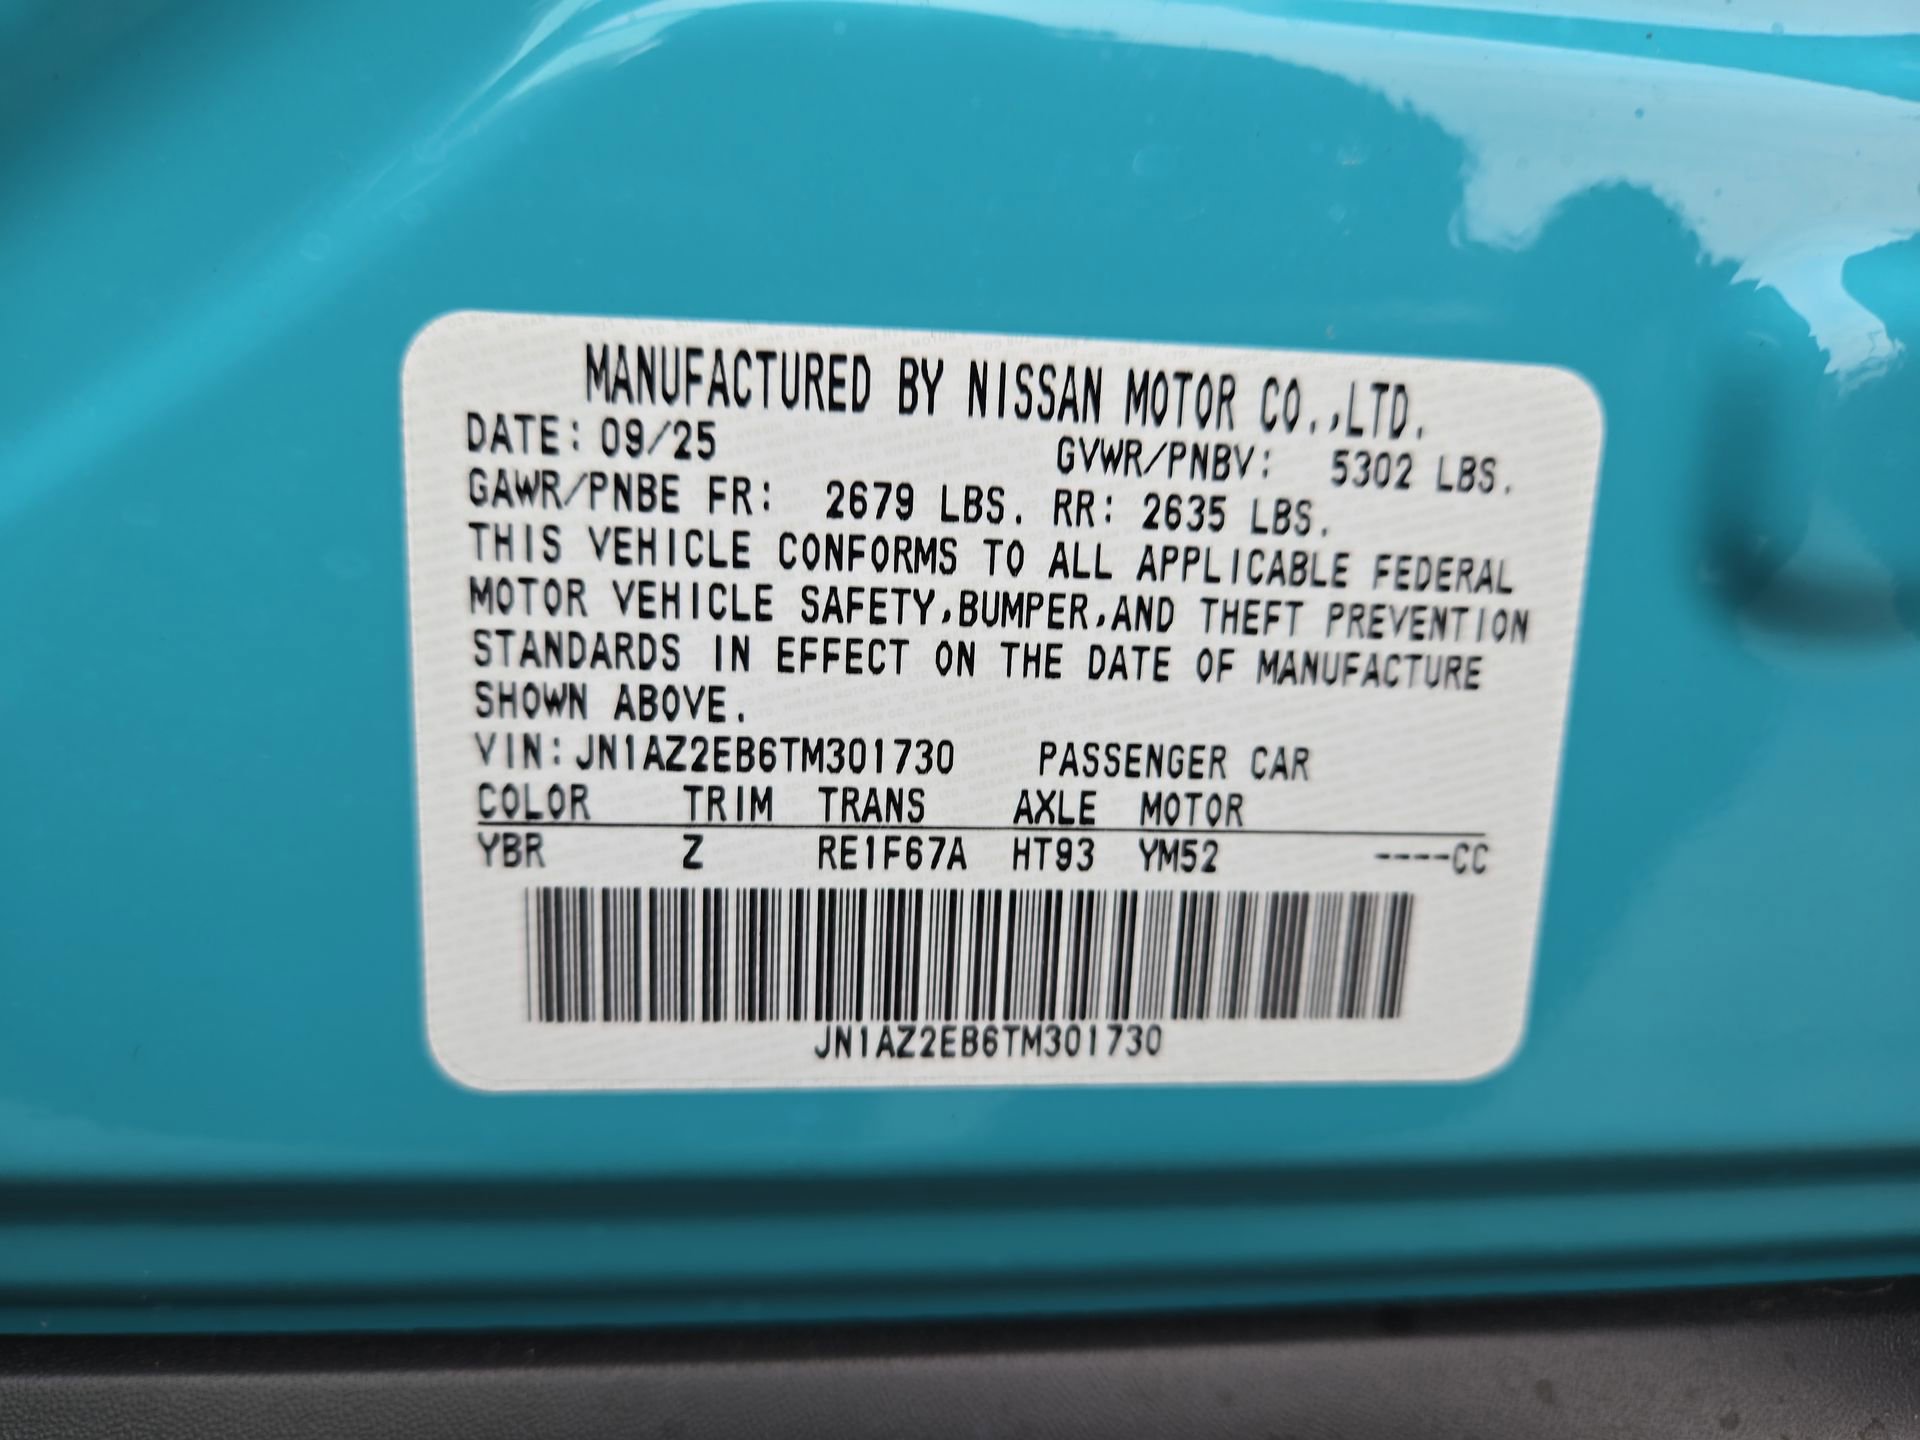 MANUFACTURED BY NISSAN MOTOR CO.,LTD.
DATE: 09/25 GVWR/PNBV: 5302 LBS.
GAWR/PNBE FR: 2679 LBS. RR: 2635 LBS.
THIS VEHICLE CONFORMS TO ALL APPLICABLE FEDERAL
MOTOR VEHICLE SAFETY,BUMPER,AND THEFT PREVENTION
STANDARDS IN EFFECT ON THE DATE OF MANUFACTURE
SHOWN ABOVE.
VIN:JN1AZ2EB6TM301730 PASSENGER CAR
COLOR TRIM TRANS AXLE MOTOR
YBR Z RE1F67A HT93 YM52 ----CC
JN1AZ2EB6TM301730